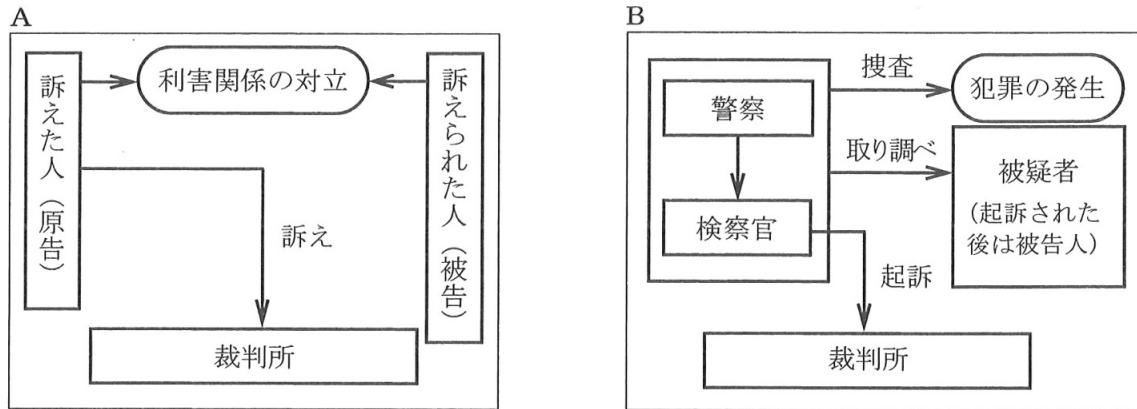 A
訴えた人（原告）
利害関係の対立
訴えられた人（被告）
訴え
裁判所
B
警察
検察官
捜査
犯罪の発生
取り調べ
被疑者
（起訴された
後は被告人）
起訴
裁判所